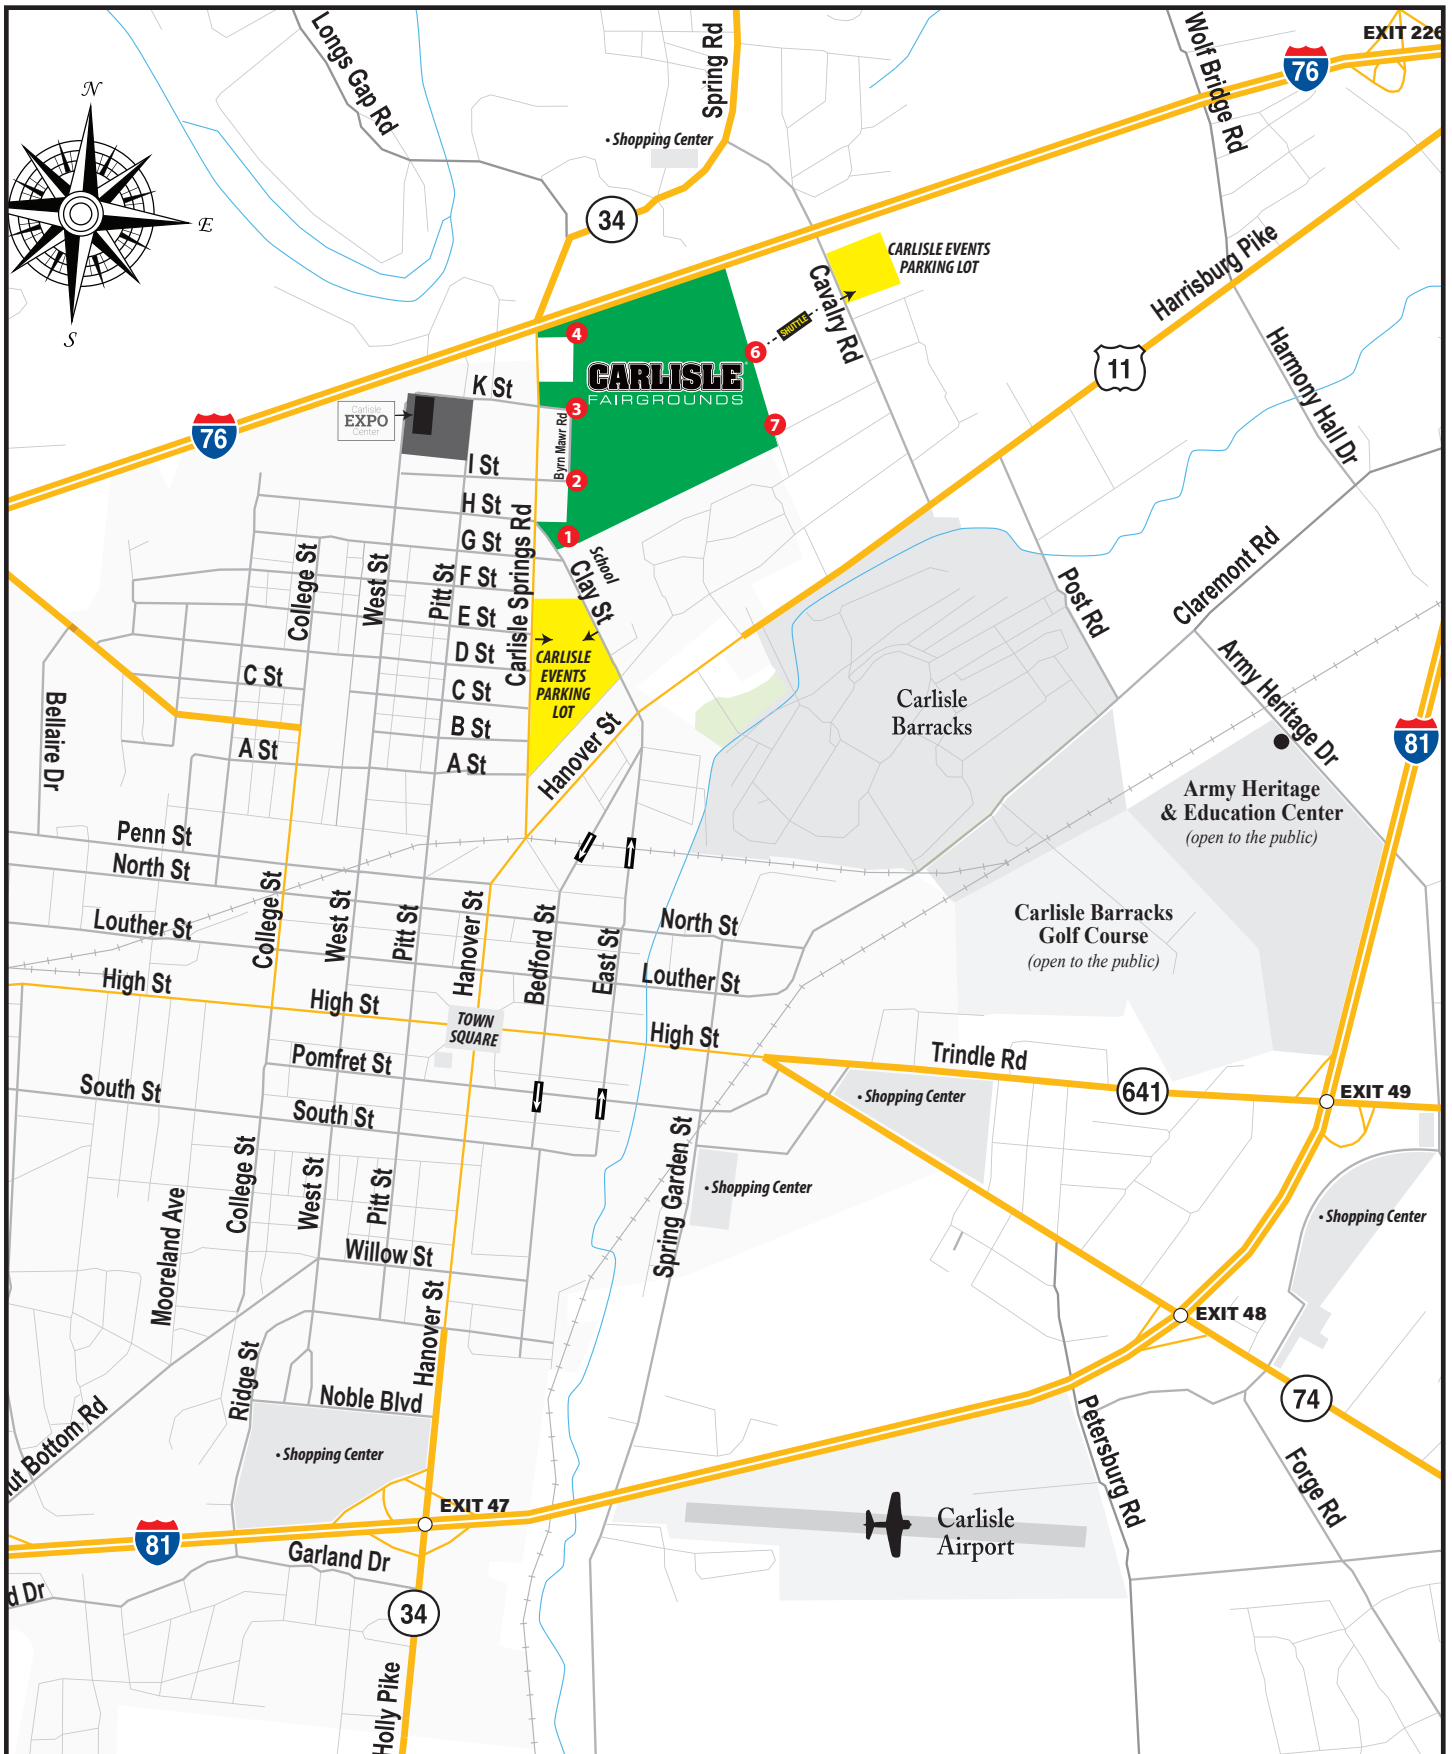 EXIT 226
76
Longs Gap Rd
Spring Rd
Wolf Bridge Rd
N
E
S
• Shopping Center
34
CARLISLE EVENTS
PARKING LOT
Harrisburg Pike
Cavalry Rd
SHUTTLE
4
6
CARLISLE
FAIRGROUNDS
11
Harmony Hall Dr
K St
Carlisle
EXPO
Center
3
7
Byrn Mawr Rd
76
I St
2
H St
1
G St
School
Clay St
Carlisle Springs Rd
College St
West St
Pitt St
F St
E St
D St
C St
C St
B St
A St
A St
CARLISLE
EVENTS
PARKING
LOT
Hanover St
Post Rd
Claremont Rd
Army Heritage Dr
Carlisle
Barracks
81
Bellaire Dr
Army Heritage
& Education Center
(open to the public)
Penn St
North St
Louther St
High St
College St
West St
Pitt St
Hanover St
Bedford St
East St
North St
Louther St
Carlisle Barracks
Golf Course
(open to the public)
High St
TOWN
SQUARE
High St
Trindle Rd
Pomfret St
South St
South St
• Shopping Center
641
EXIT 49
College St
West St
Pitt St
Mooreland Ave
Spring Garden St
• Shopping Center
• Shopping Center
Willow St
Hanover St
EXIT 48
Ridge St
Noble Blvd
74
ut Bottom Rd
• Shopping Center
Petersburg Rd
Forge Rd
EXIT 47
Carlisle
Airport
81
Garland Dr
d Dr
34
Holly Pike